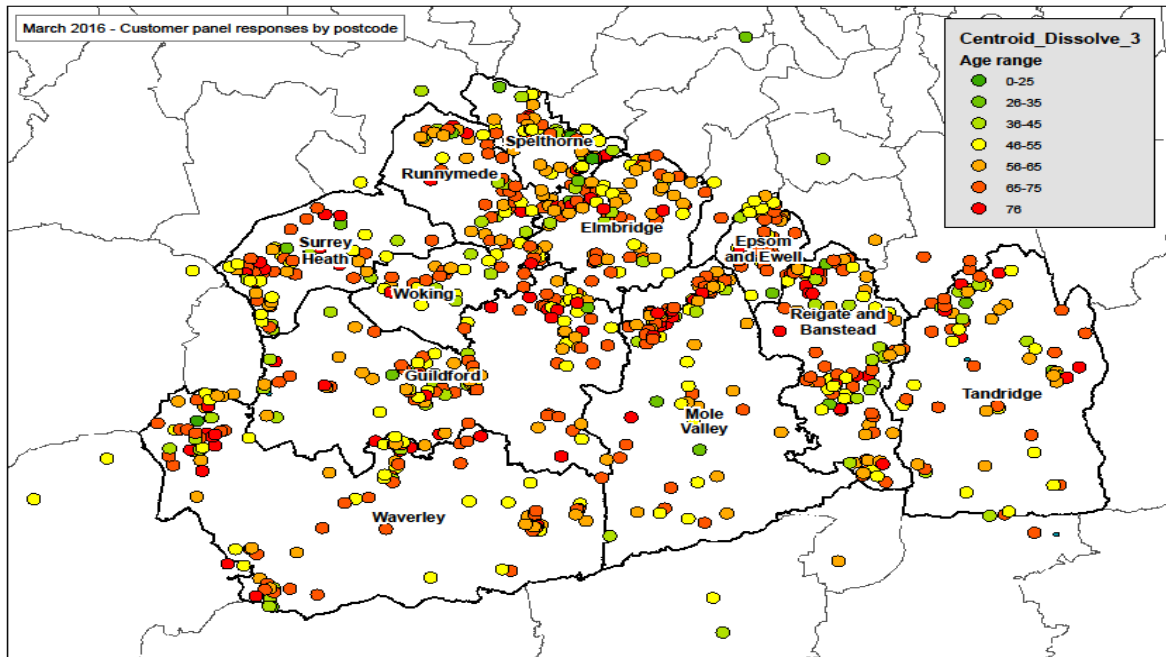 March 2016 - Customer panel responses by postcode
Centroid_Dissolve_3
Age range
0-25
26-35
36-45
46-55
56-65
65-75
76
Spelthorne
Runnymede
Elmbridge
Surrey
Heath
Epsom
and Ewell
Woking
Reigate and
Banstead
Guildford
Tandridge
Mole
Valley
Waverley